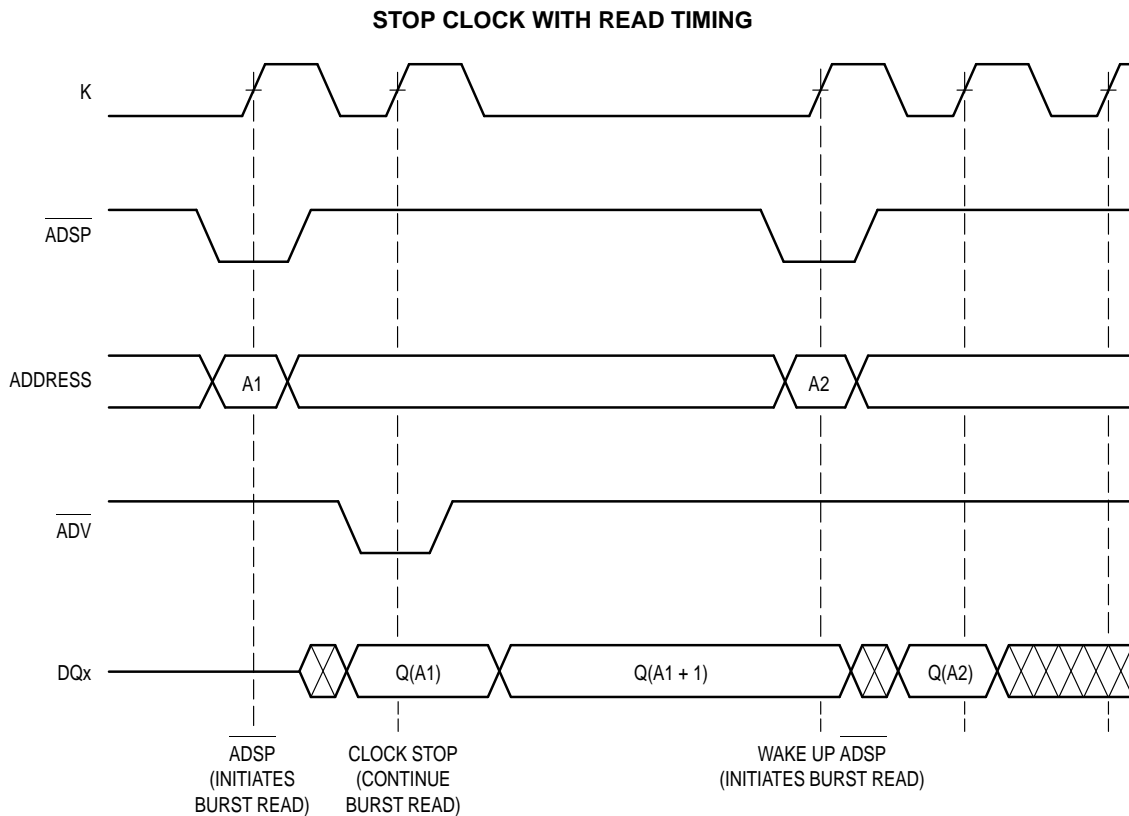 STOP CLOCK WITH READ TIMING
K
ADSP
ADDRESS
A1
A2
ADV
DQx
Q(A1)
Q(A1 + 1)
Q(A2)
ADSP
(INITIATES
BURST READ)
CLOCK STOP
(CONTINUE
BURST READ)
WAKE UP ADSP
(INITIATES BURST READ)